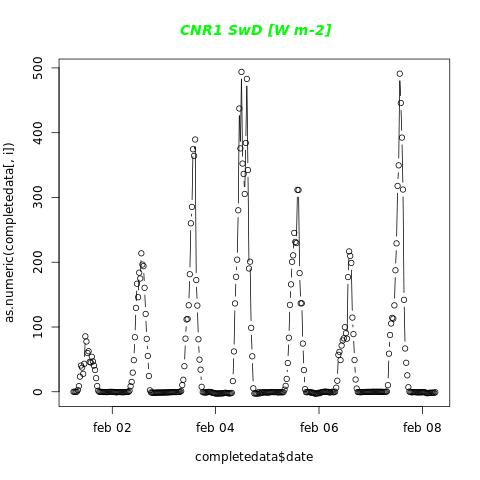 CNR1 SwD [W m-2]
as.numeric(completedata[, i])
500
400
300
200
100
0
feb 02
feb 04
feb 06
feb 08
completedata$date